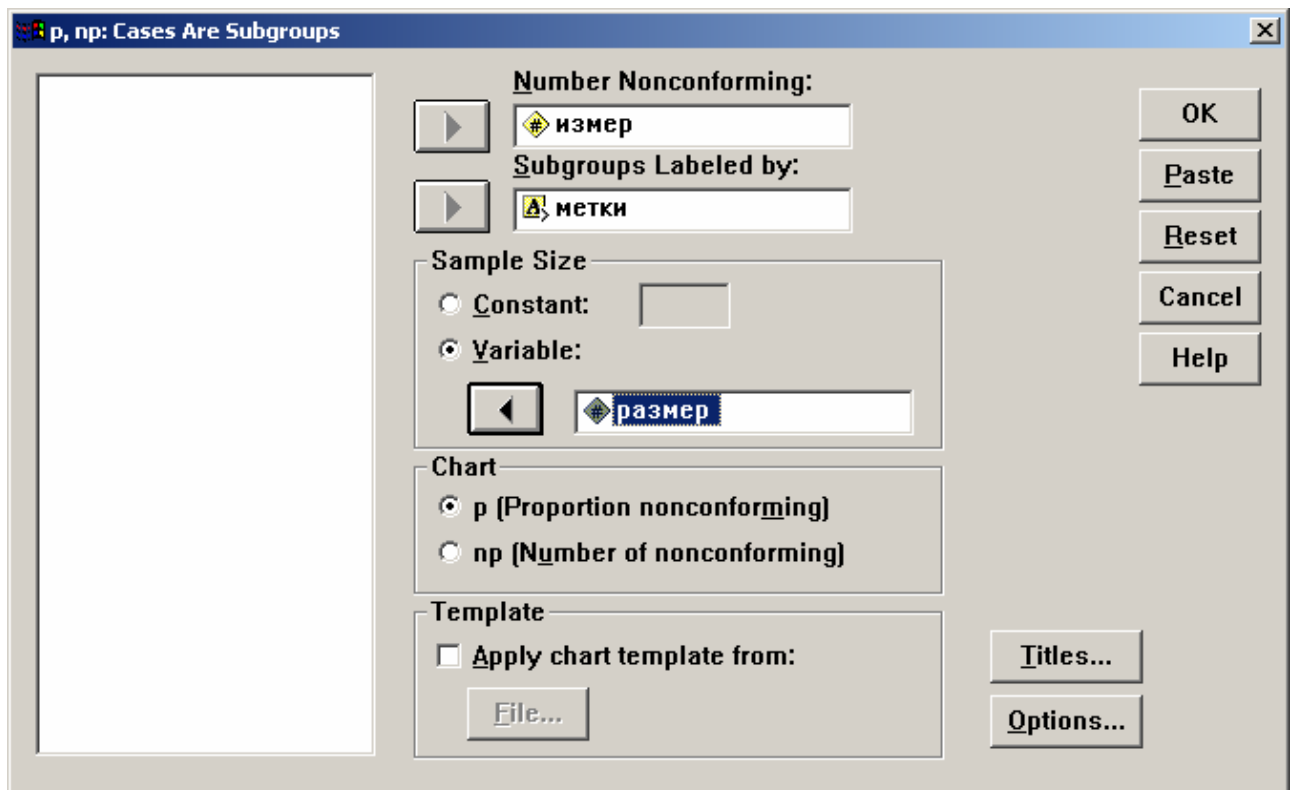 p, np: Cases Are Subgroups
Number Nonconforming:
измер
Subgroups Labeled by:
метки
Sample Size
Constant:
Variable:
размер
Chart
p (Proportion nonconforming)
np (Number of nonconforming)
Template
Apply chart template from:
File...
OK
Paste
Reset
Cancel
Help
Titles...
Options...